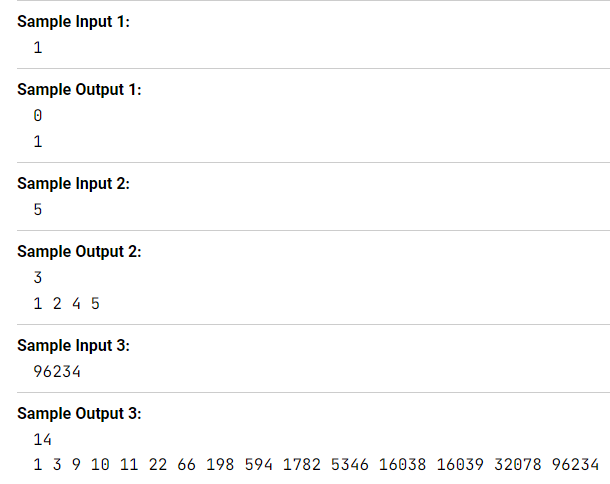 Sample Input 1:
1
Sample Output 1:
0
1
Sample Input 2:
5
Sample Output 2:
3
1 2 4 5
Sample Input 3:
96234
Sample Output 3:
14
1 3 9 10 11 22 66 198 594 1782 5346 16038 16039 32078 96234